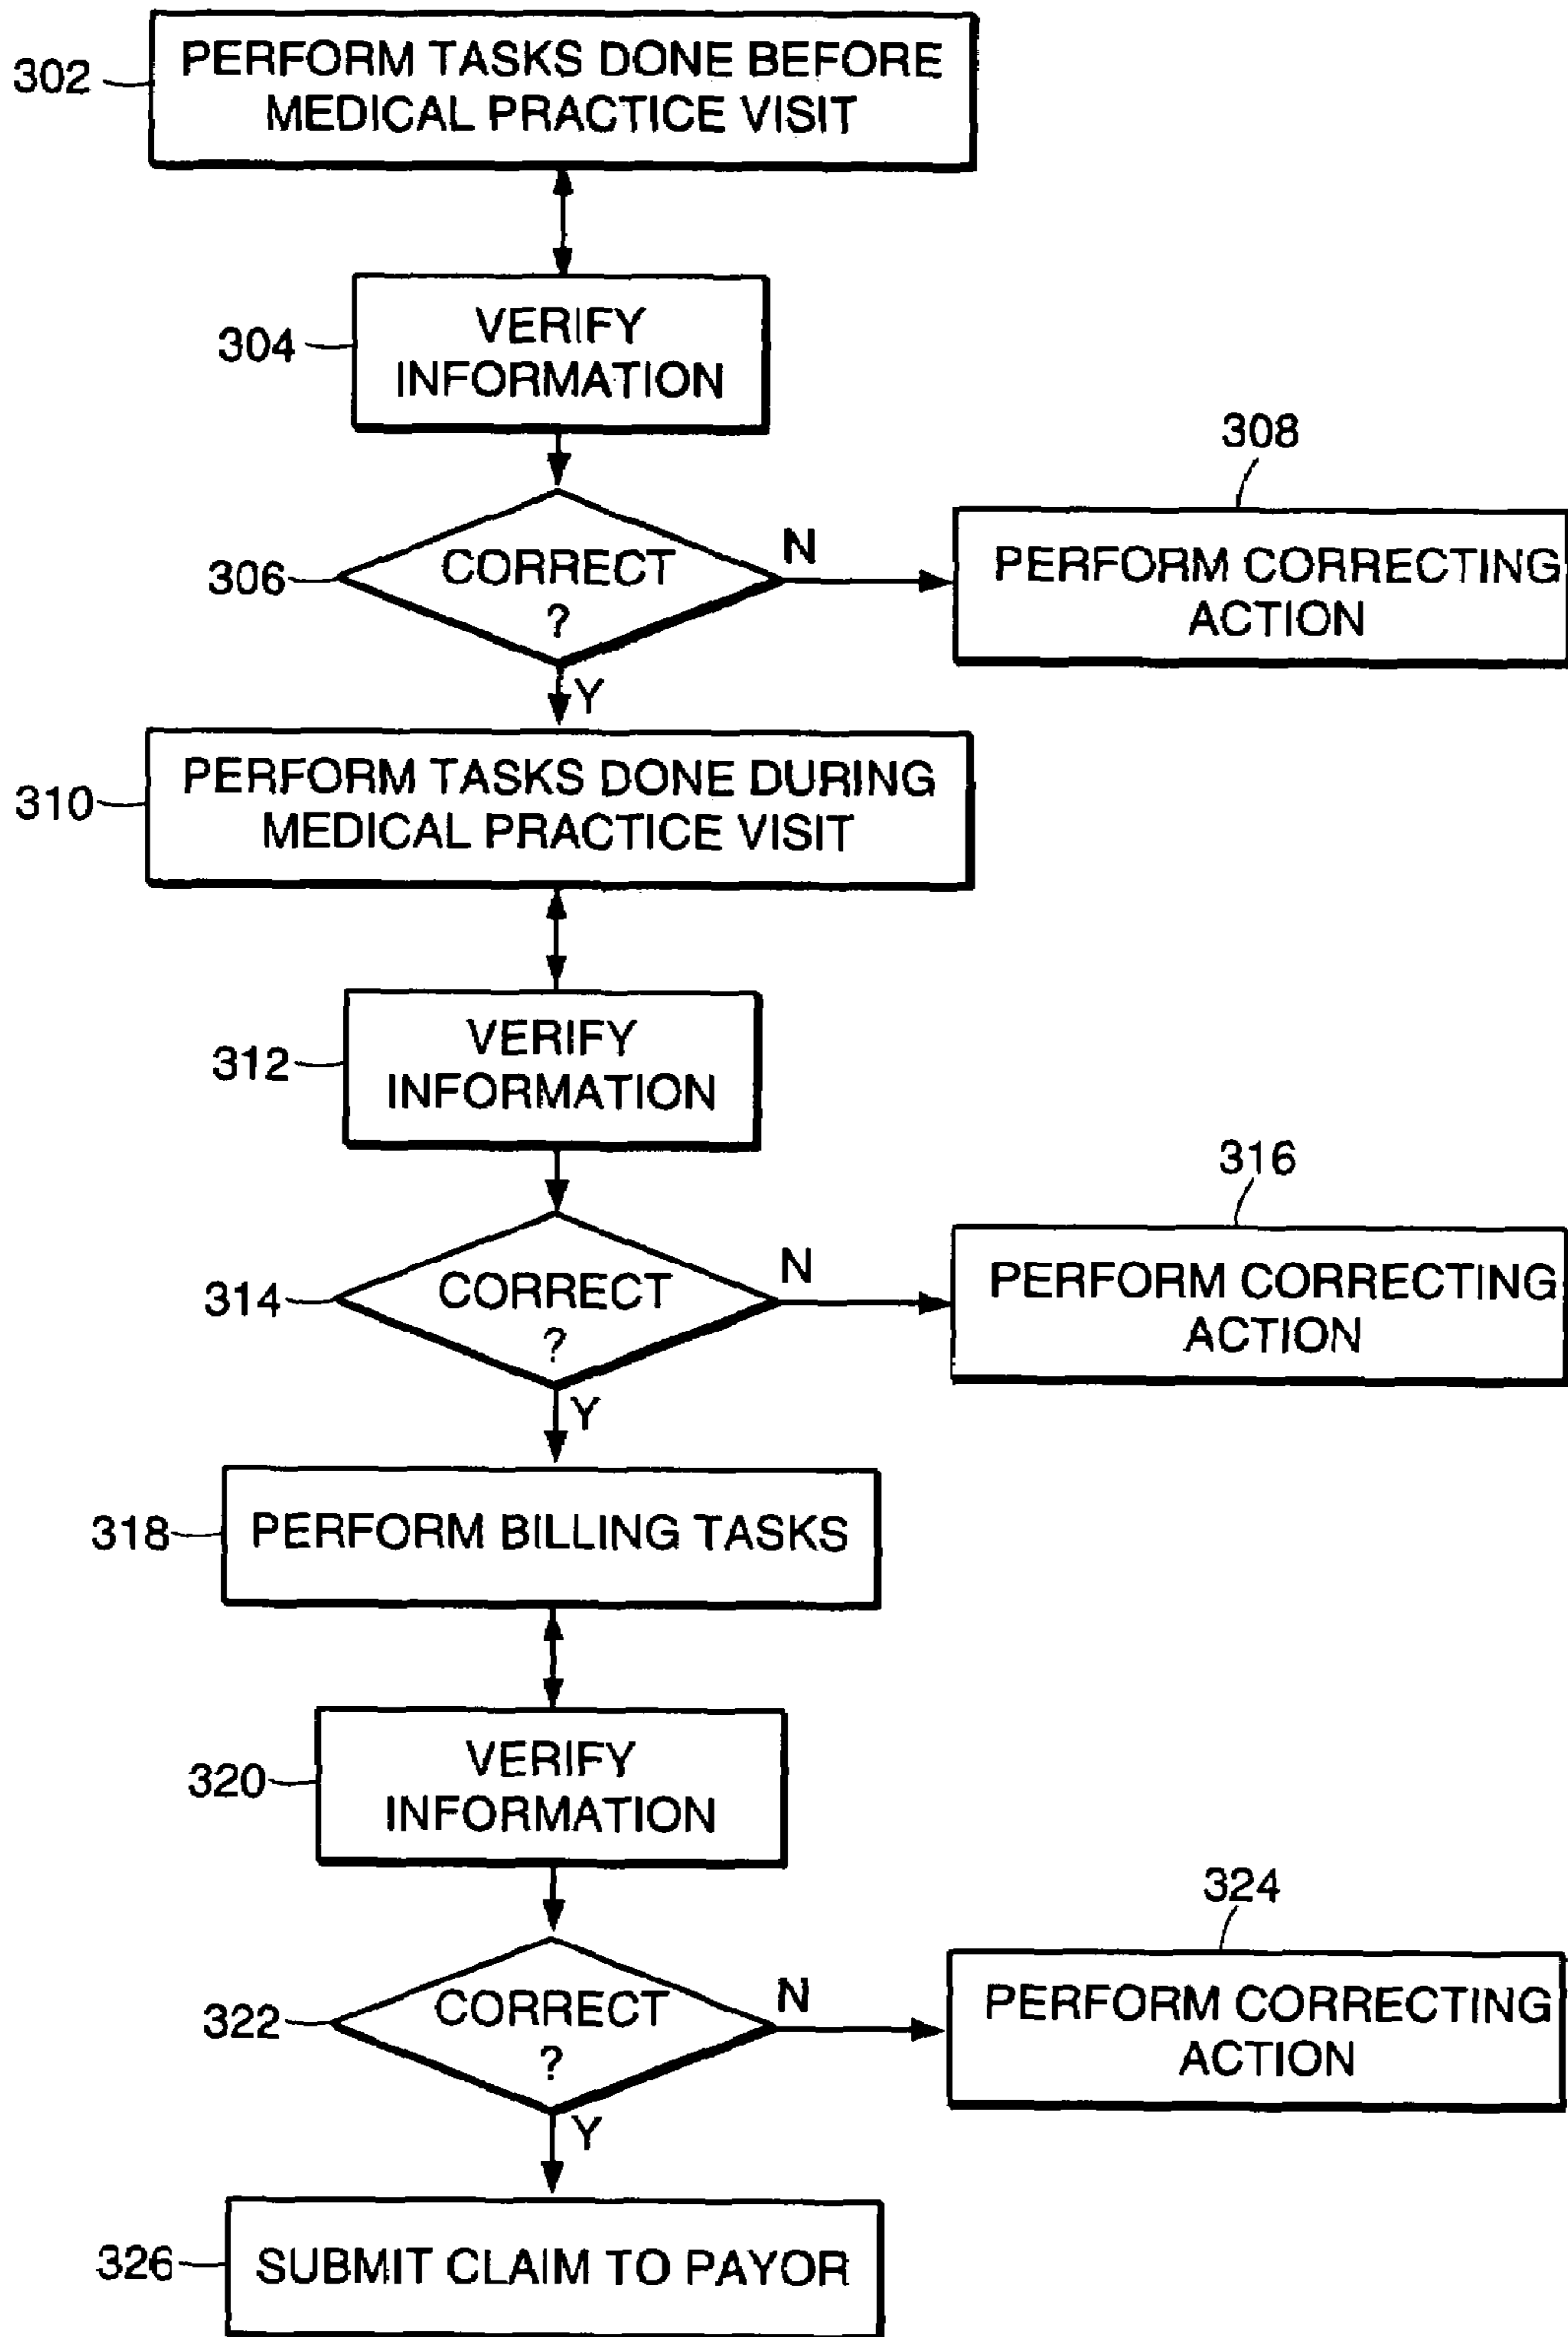 302
PERFORM TASKS DONE BEFORE
MEDICAL PRACTICE VISIT
304
VERIFY
INFORMATION
306
CORRECT
?
N
308
PERFORM CORRECTING
ACTION
Y
310
PERFORM TASKS DONE DURING
MEDICAL PRACTICE VISIT
312
VERIFY
INFORMATION
314
CORRECT
?
N
316
PERFORM CORRECTING
ACTION
Y
318
PERFORM BILLING TASKS
320
VERIFY
INFORMATION
322
CORRECT
?
N
324
PERFORM CORRECTING
ACTION
Y
326
SUBMIT CLAIM TO PAYOR